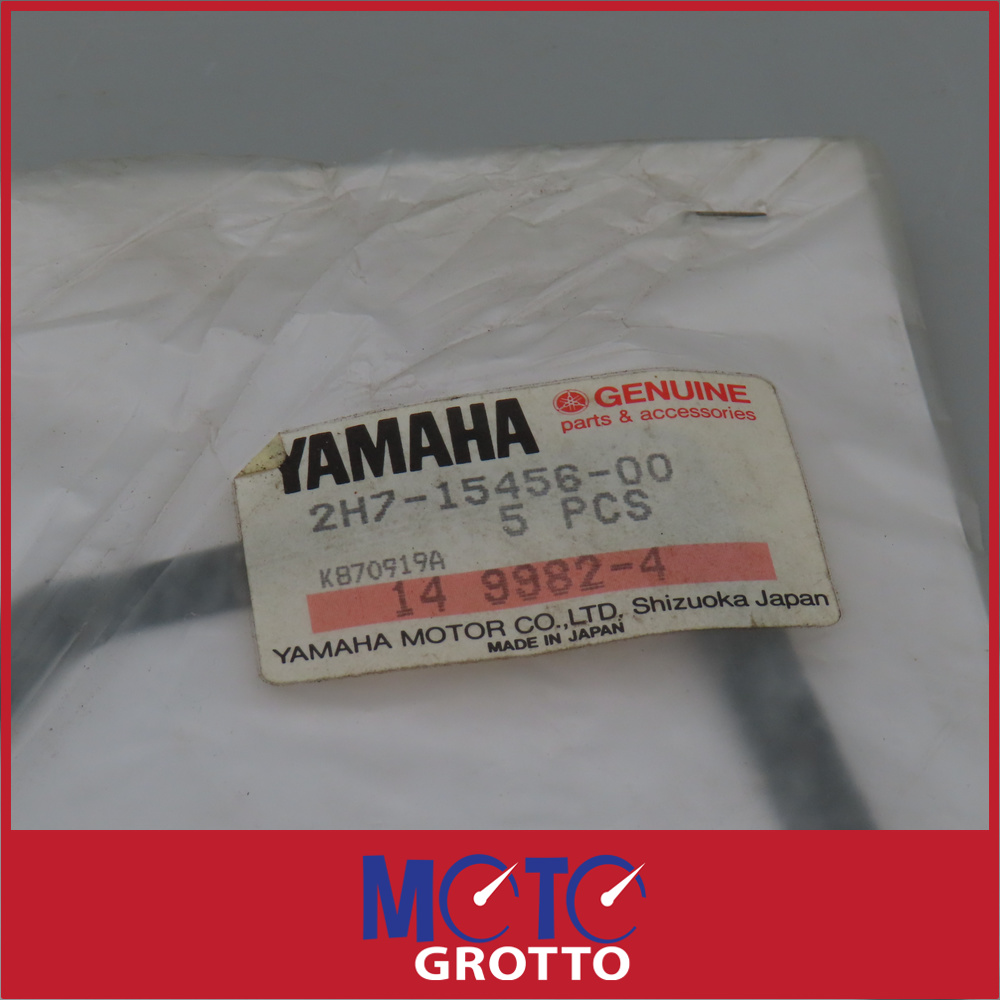 YAMAHA
GENUINE
parts & accessories
2H7-15456-00
5 PCS
K870919A
14 9982-4
YAMAHA MOTOR CO.,LTD. Shizuoka Japan
MADE IN JAPAN
MOTO
GROTTO